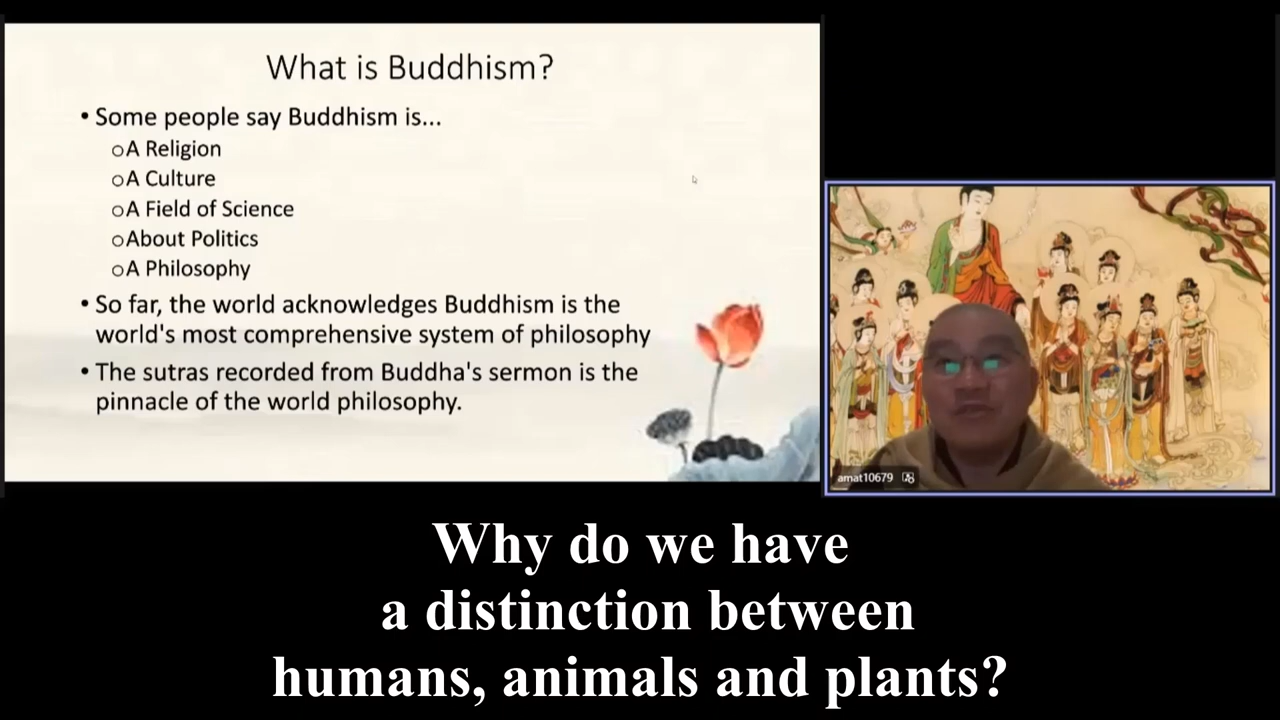 What is Buddhism?
• Some people say Buddhism is...
○A Religion
○A Culture
○A Field of Science
○About Politics
○A Philosophy
• So far, the world acknowledges Buddhism is the
world's most comprehensive system of philosophy
• The sutras recorded from Buddha's sermon is the
pinnacle of the world philosophy.
amat10679
Why do we have
a distinction between
humans, animals and plants?